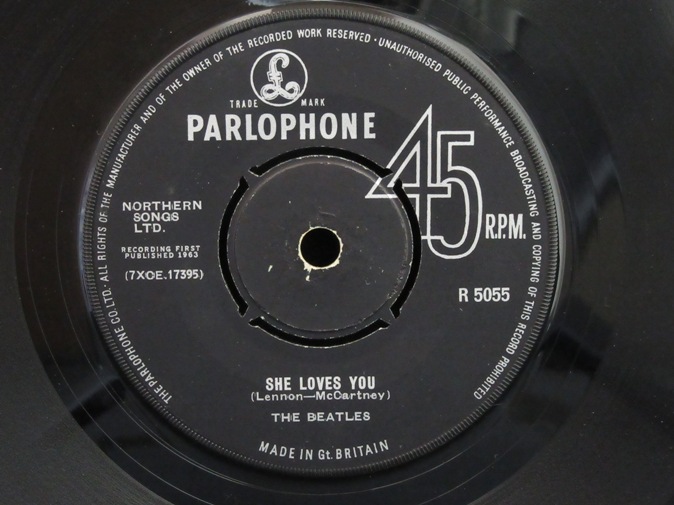 THE PARLOPHONE CO. LTD. · ALL RIGHTS OF THE MANUFACTURER AND OF THE OWNER OF THE RECORDED WORK RESERVED · UNAUTHORISED PUBLIC PERFORMANCE BROADCASTING AND COPYING OF THIS RECORD PROHIBITED
£
TRADE MARK
PARLOPHONE
45
R.P.M.
NORTHERN
SONGS
LTD.
RECORDING FIRST
PUBLISHED 1963
(7XCE.17395)
R 5055
SHE LOVES YOU
(Lennon—McCartney)
THE BEATLES
MADE IN Gt. BRITAIN